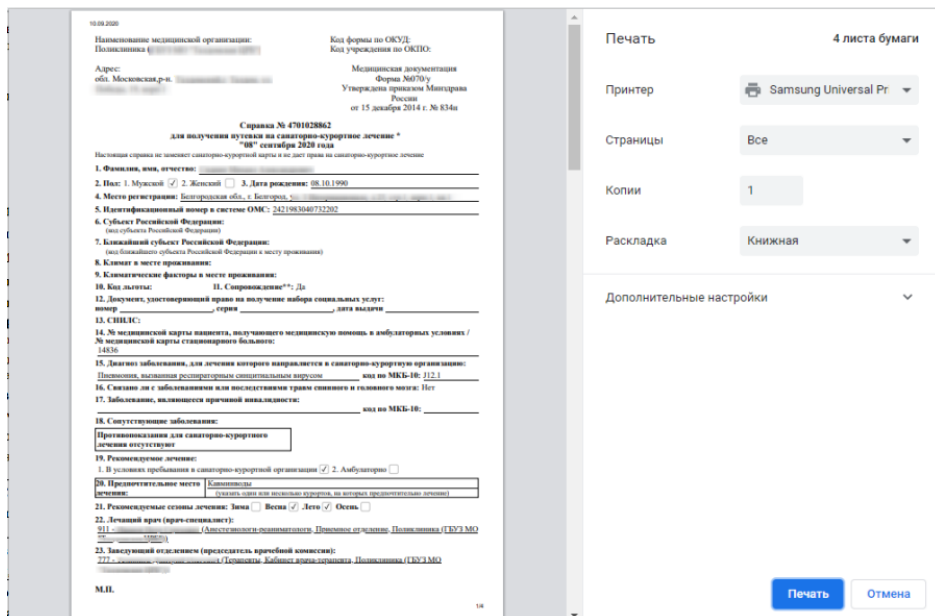 10.09.2020
Наименование медицинской организации:
Поликлиника (
Код формы по ОКУД:
Код учреждения по ОКПО:
Адрес:
обл. Московская,р-н.
Медицинская документация
Форма №070/у
Утверждена приказом Минздрава
России
от 15 декабря 2014 г. № 834н
Справка № 4701028862
для получения путевки на санаторно-курортное лечение *
"08" сентября 2020 года
Настоящая справка не заменяет санаторно-курортной карты и не дает права на санаторно-курортное лечение
1. Фамилия, имя, отчество:
2. Пол: 1. Мужской ✓ 2. Женский 3. Дата рождения: 08.10.1990
4. Место регистрации: Белгородская обл., г. Белгород,
5. Идентификационный номер в системе ОМС: 2421983040732202
6. Субъект Российской Федерации:
(код субъекта Российской Федерации)
7. Ближайший субъект Российской Федерации:
(код ближайшего субъекта Российской Федерации к месту проживания)
8. Климат в месте проживания:
9. Климатические факторы в месте проживания:
10. Код льготы: 11. Сопровождение**: Да
12. Документ, удостоверяющий право на получение набора социальных услуг:
номер , серия , дата выдачи
13. СНИЛС:
14. № медицинской карты пациента, получающего медицинскую помощь в амбулаторных условиях /
№ медицинской карты стационарного больного:
14836
15. Диагноз заболевания, для лечения которого направляется в санаторно-курортную организацию:
Пневмония, вызванная респираторным синцитиальным вирусом код по МКБ-10: J12.1
16. Связано ли с заболеваниями или последствиями травм спинного и головного мозга: Нет
17. Заболевание, являющееся причиной инвалидности:
код по МКБ-10:
18. Сопутствующие заболевания:
Противопоказания для санаторно-курортного
лечения отсутствуют
19. Рекомендуемое лечение:
1. В условиях пребывания в санаторно-курортной организации ✓ 2. Амбулаторно
20. Предпочтительное место лечения:
Кавминводы
(указать один или несколько курортов, на которых предпочтительно лечение)
21. Рекомендуемые сезоны лечения: Зима Весна ✓ Лето ✓ Осень
22. Лечащий врач (врач-специалист):
911 - (Анестезиологи-реаниматологи, Приемное отделение, Поликлиника (ГБУЗ МО
23. Заведующий отделением (председатель врачебной комиссии):
777 - (Терапевты, Кабинет врача-терапевта, Поликлиника (ГБУЗ МО
М.П.
1/4
Печать 4 листа бумаги
Принтер Samsung Universal Pri
Страницы Все
Копии 1
Раскладка Книжная
Дополнительные настройки
Печать Отмена